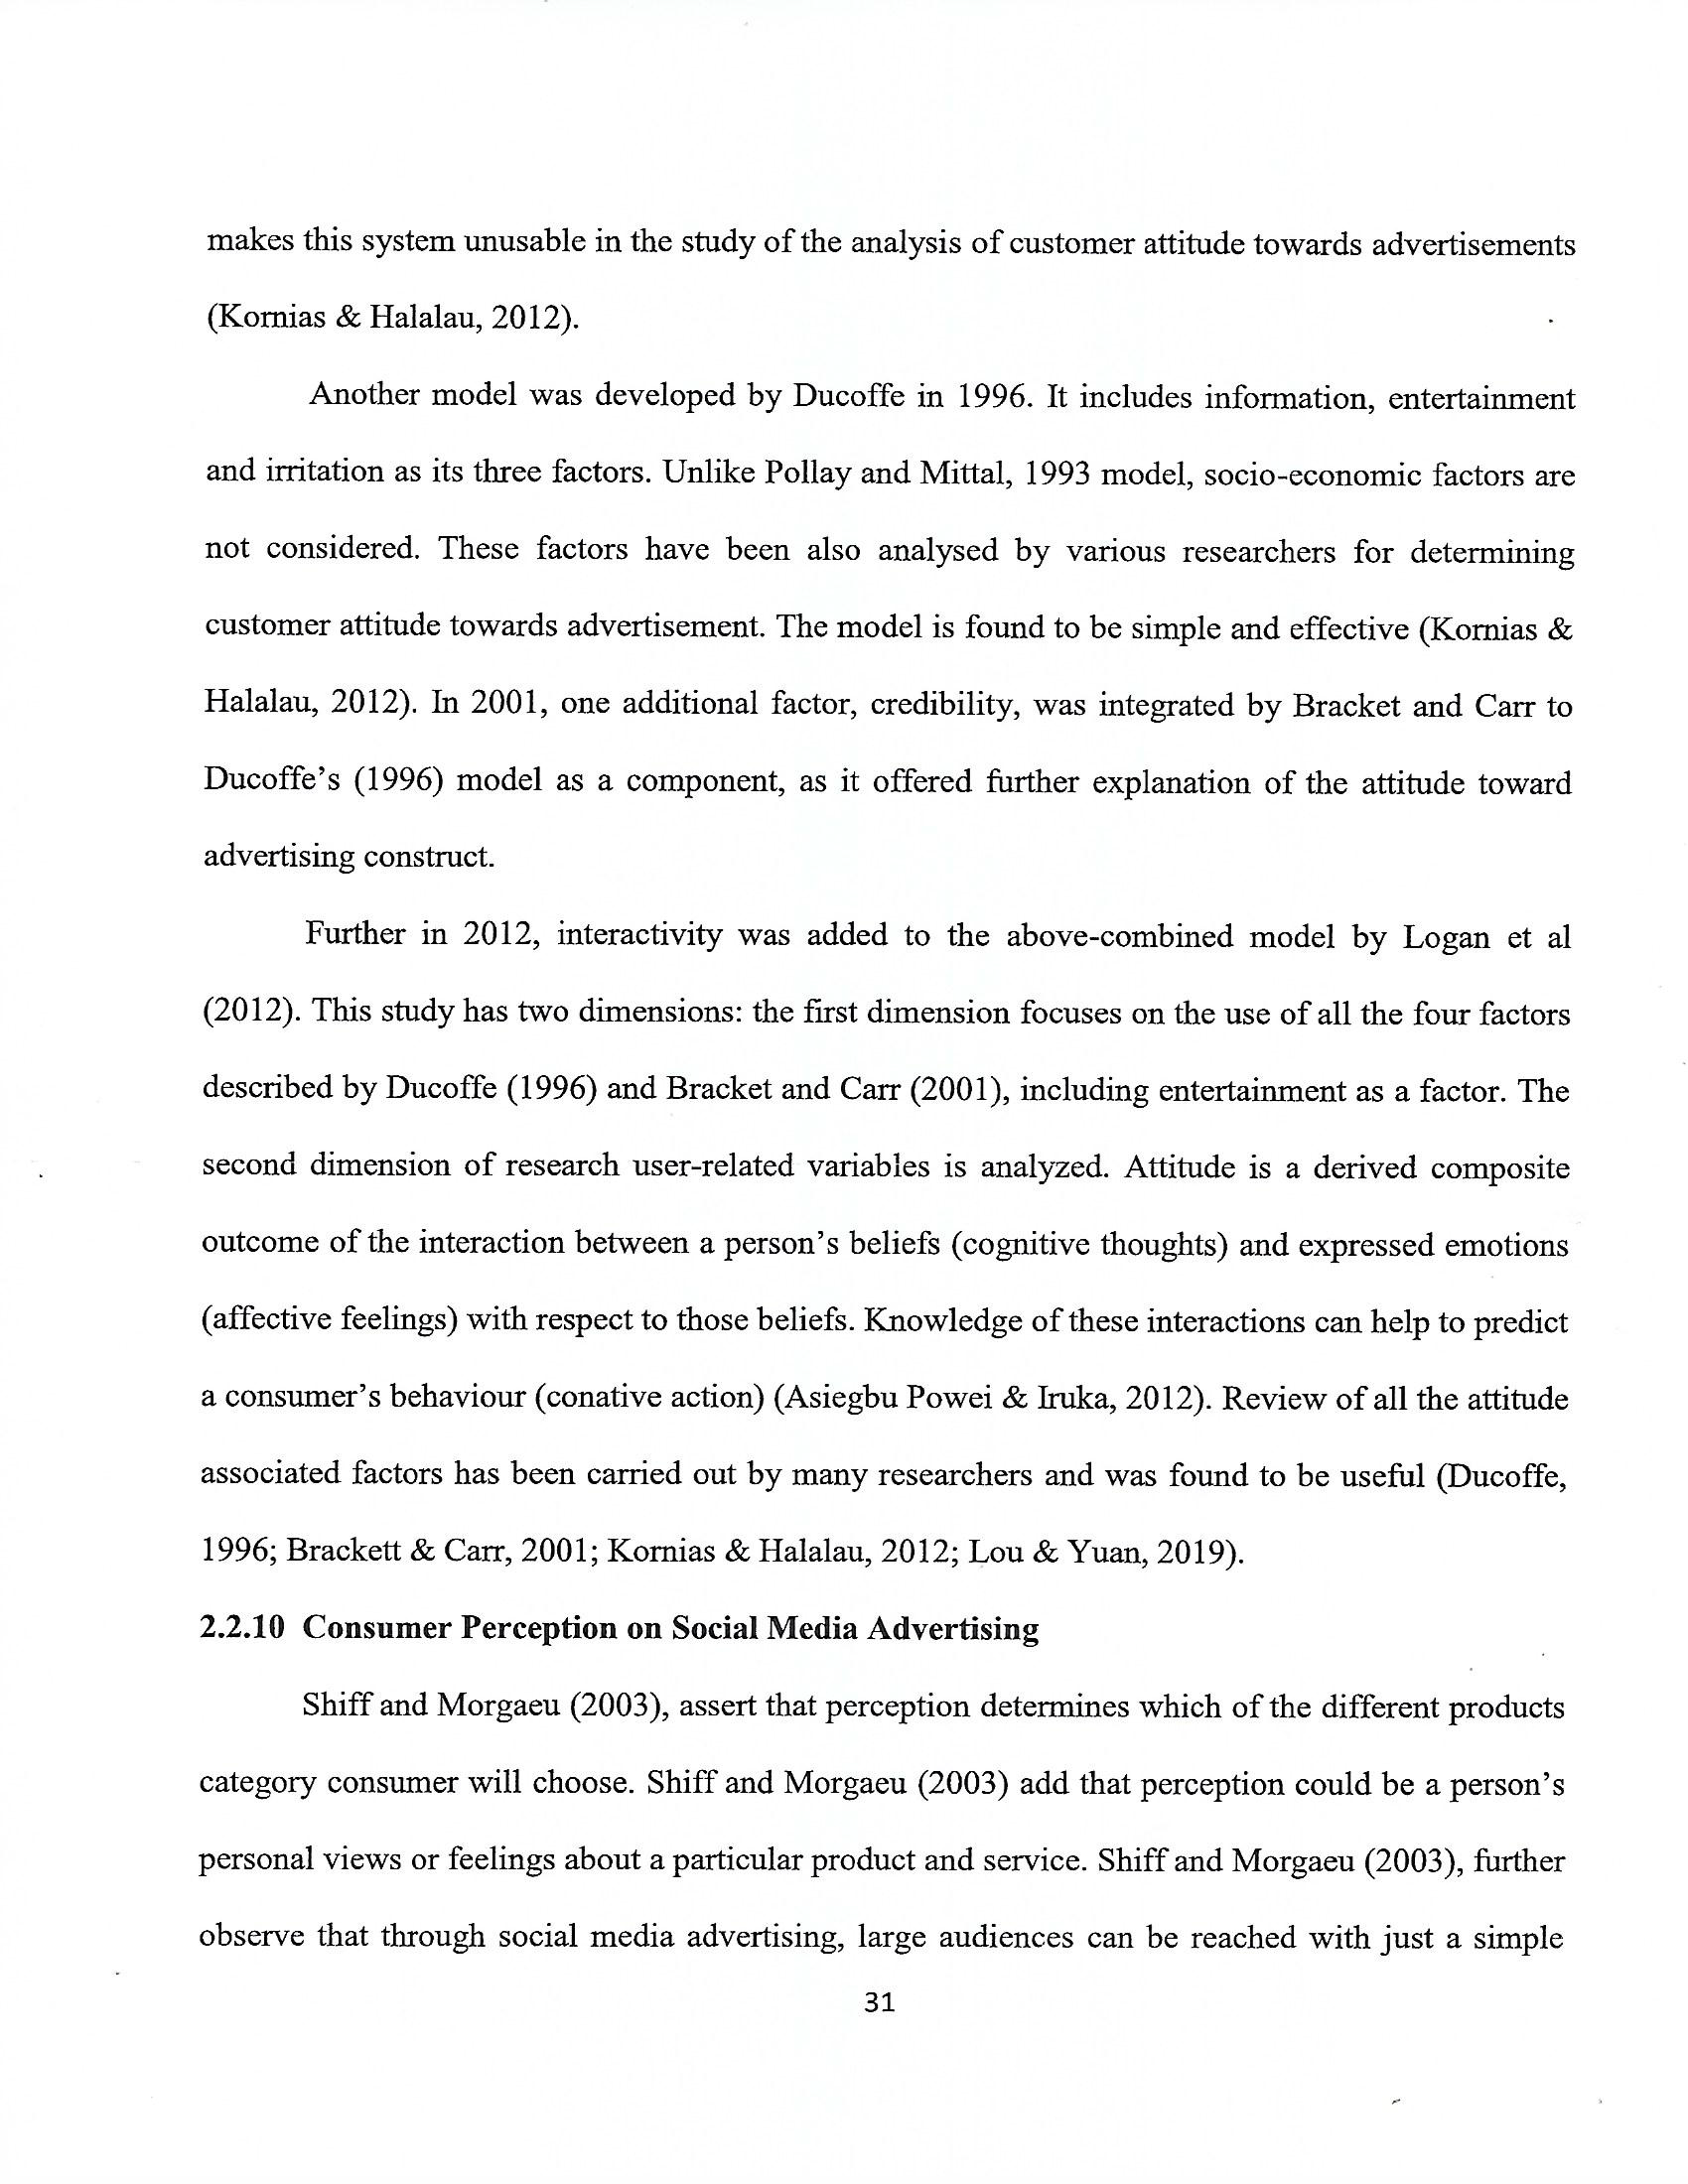 makes this system unusable in the study of the analysis of customer attitude towards advertisements
(Kornias & Halalau, 2012).
Another model was developed by Ducoffe in 1996. It includes information, entertainment
and irritation as its three factors. Unlike Pollay and Mittal, 1993 model, socio-economic factors are
not considered. These factors have been also analysed by various researchers for determining
customer attitude towards advertisement. The model is found to be simple and effective (Kornias &
Halalau, 2012). In 2001, one additional factor, credibility, was integrated by Bracket and Carr to
Ducoffe’s (1996) model as a component, as it offered further explanation of the attitude toward
advertising construct.
Further in 2012, interactivity was added to the above-combined model by Logan et al
(2012). This study has two dimensions: the first dimension focuses on the use of all the four factors
described by Ducoffe (1996) and Bracket and Carr (2001), including entertainment as a factor. The
second dimension of research user-related variables is analyzed. Attitude is a derived composite
outcome of the interaction between a person’s beliefs (cognitive thoughts) and expressed emotions
(affective feelings) with respect to those beliefs. Knowledge of these interactions can help to predict
a consumer’s behaviour (conative action) (Asiegbu Powei & Iruka, 2012). Review of all the attitude
associated factors has been carried out by many researchers and was found to be useful (Ducoffe,
1996; Brackett & Carr, 2001; Kornias & Halalau, 2012; Lou & Yuan, 2019).
2.2.10 Consumer Perception on Social Media Advertising
Shiff and Morgaeu (2003), assert that perception determines which of the different products
category consumer will choose. Shiff and Morgaeu (2003) add that perception could be a person’s
personal views or feelings about a particular product and service. Shiff and Morgaeu (2003), further
observe that through social media advertising, large audiences can be reached with just a simple
31